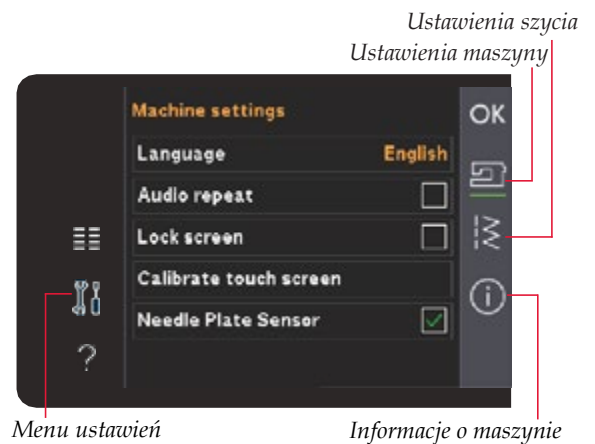 Ustawienia szycia
Ustawienia maszyny
Machine settings
OK
Language English
Audio repeat
Lock screen
Calibrate touch screen
Needle Plate Sensor
?
Menu ustawień
Informacje o maszynie